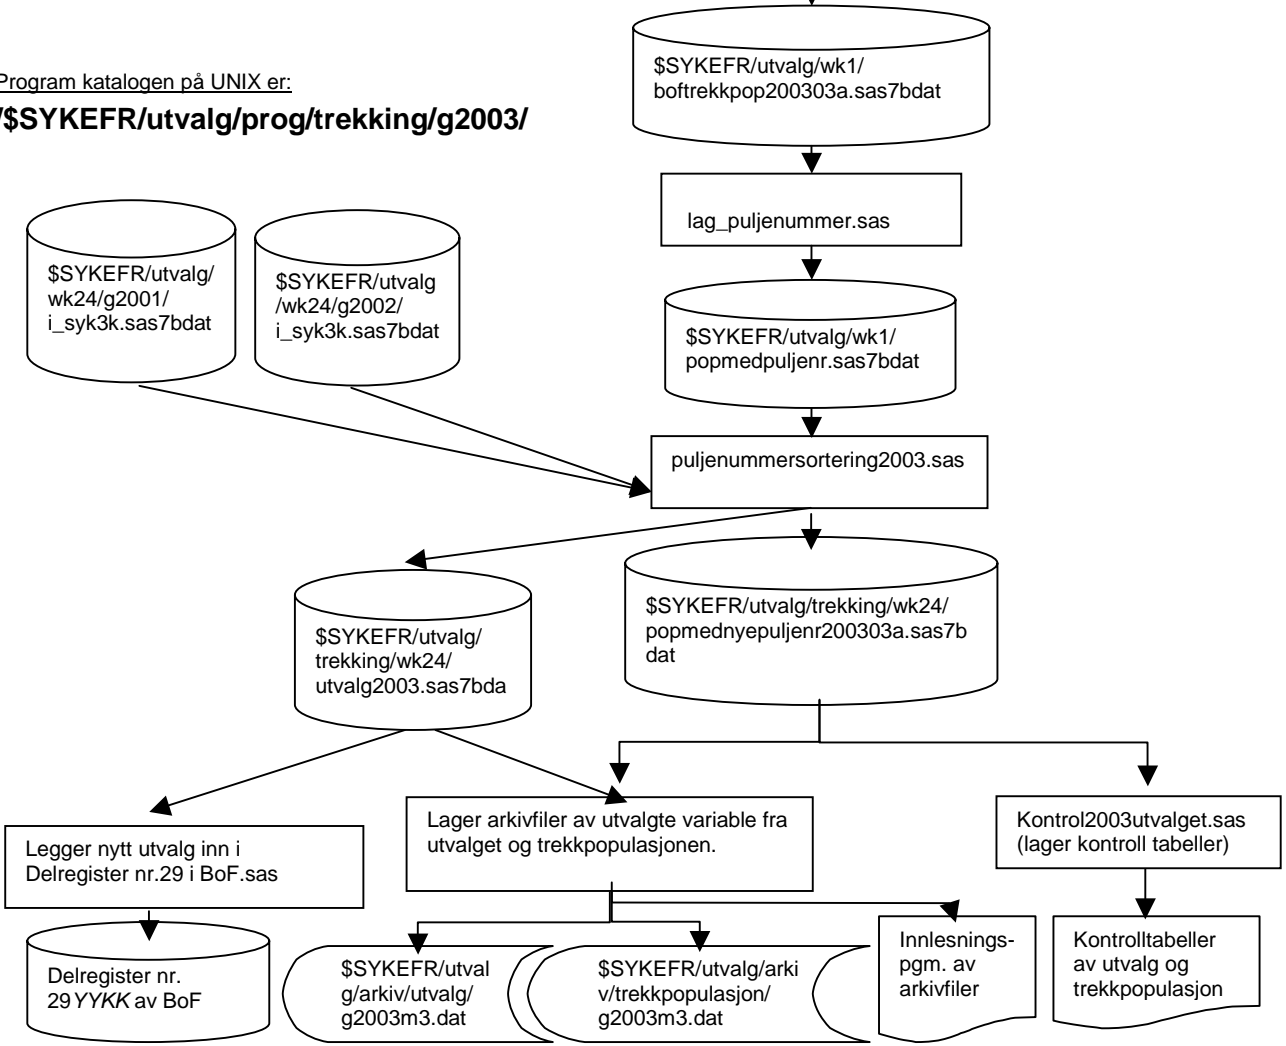 $SYKEFR/utvalg/wk1/
boftrekkpop200303a.sas7bdat
Program katalogen på UNIX er:
/$SYKEFR/utvalg/prog/trekking/g2003/
lag_puljenummer.sas
$SYKEFR/utvalg/
wk24/g2001/
i_syk3k.sas7bdat
$SYKEFR/utvalg
/wk24/g2002/
i_syk3k.sas7bdat
$SYKEFR/utvalg/wk1/
popmedpuljenr.sas7bdat
puljenummersortering2003.sas
$SYKEFR/utvalg/
trekking/wk24/
utvalg2003.sas7bda
$SYKEFR/utvalg/trekking/wk24/
popmednyepuljenr200303a.sas7b
dat
Legger nytt utvalg inn i
Delregister nr.29 i BoF.sas
Lager arkivfiler av utvalgte variable fra
utvalget og trekkpopulasjonen.
Kontrol2003utvalget.sas
(lager kontroll tabeller)
Delregister nr.
29YYKK av BoF
$SYKEFR/utval
g/arkiv/utvalg/
g2003m3.dat
$SYKEFR/utvalg/arki
v/trekkpopulasjon/
g2003m3.dat
Innlesnings-
pgm. av
arkivfiler
Kontrolltabeller
av utvalg og
trekkpopulasjon